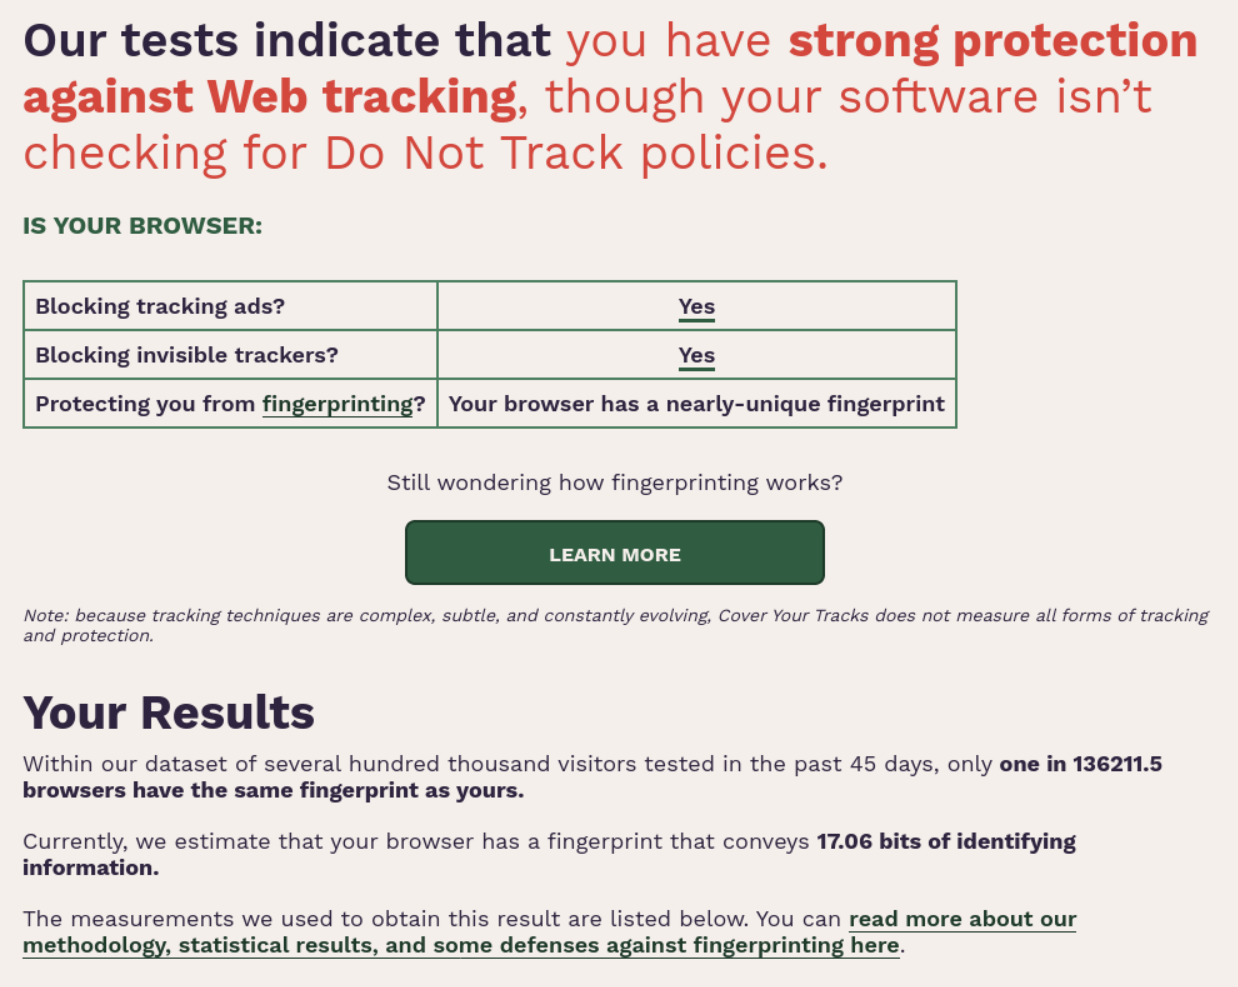 Our tests indicate that you have strong protection
against Web tracking, though your software isn’t
checking for Do Not Track policies.
IS YOUR BROWSER:
Blocking tracking ads? Yes
Blocking invisible trackers? Yes
Protecting you from fingerprinting? Your browser has a nearly-unique fingerprint
Still wondering how fingerprinting works?
LEARN MORE
Note: because tracking techniques are complex, subtle, and constantly evolving, Cover Your Tracks does not measure all forms of tracking
and protection.
Your Results
Within our dataset of several hundred thousand visitors tested in the past 45 days, only one in 136211.5
browsers have the same fingerprint as yours.
Currently, we estimate that your browser has a fingerprint that conveys 17.06 bits of identifying
information.
The measurements we used to obtain this result are listed below. You can read more about our
methodology, statistical results, and some defenses against fingerprinting here.